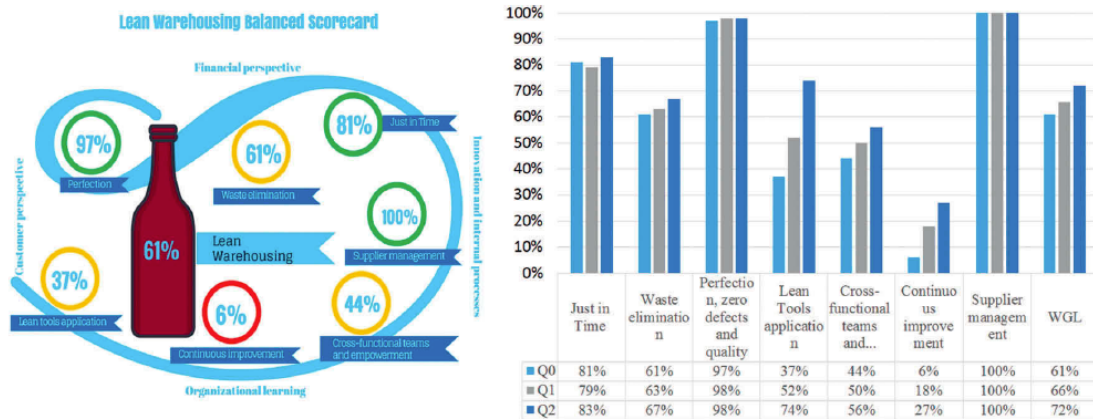 Lean Warehousing Balanced Scorecard
Financial perspective
Customer perspective
Innovation and internal processes
Organizational learning
97%
Perfection
61%
Waste elimination
81%
Just in Time
100%
Supplier management
61%
Lean
Warehousing
37%
Lean tools application
6%
Continuous improvement
44%
Cross-functional teams
and empowerment
100%
90%
80%
70%
60%
50%
40%
30%
20%
10%
0%
Just in
Time
Waste
eliminatio
n
Perfectio
n, zero
defects
and
quality
Lean
Tools
applicatio
n
Cross-
functional
teams
and...
Continuo
us
improve
ment
Supplier
managem
ent
WGL
Q0 81% 61% 97% 37% 44% 6% 100% 61%
Q1 79% 63% 98% 52% 50% 18% 100% 66%
Q2 83% 67% 98% 74% 56% 27% 100% 72%